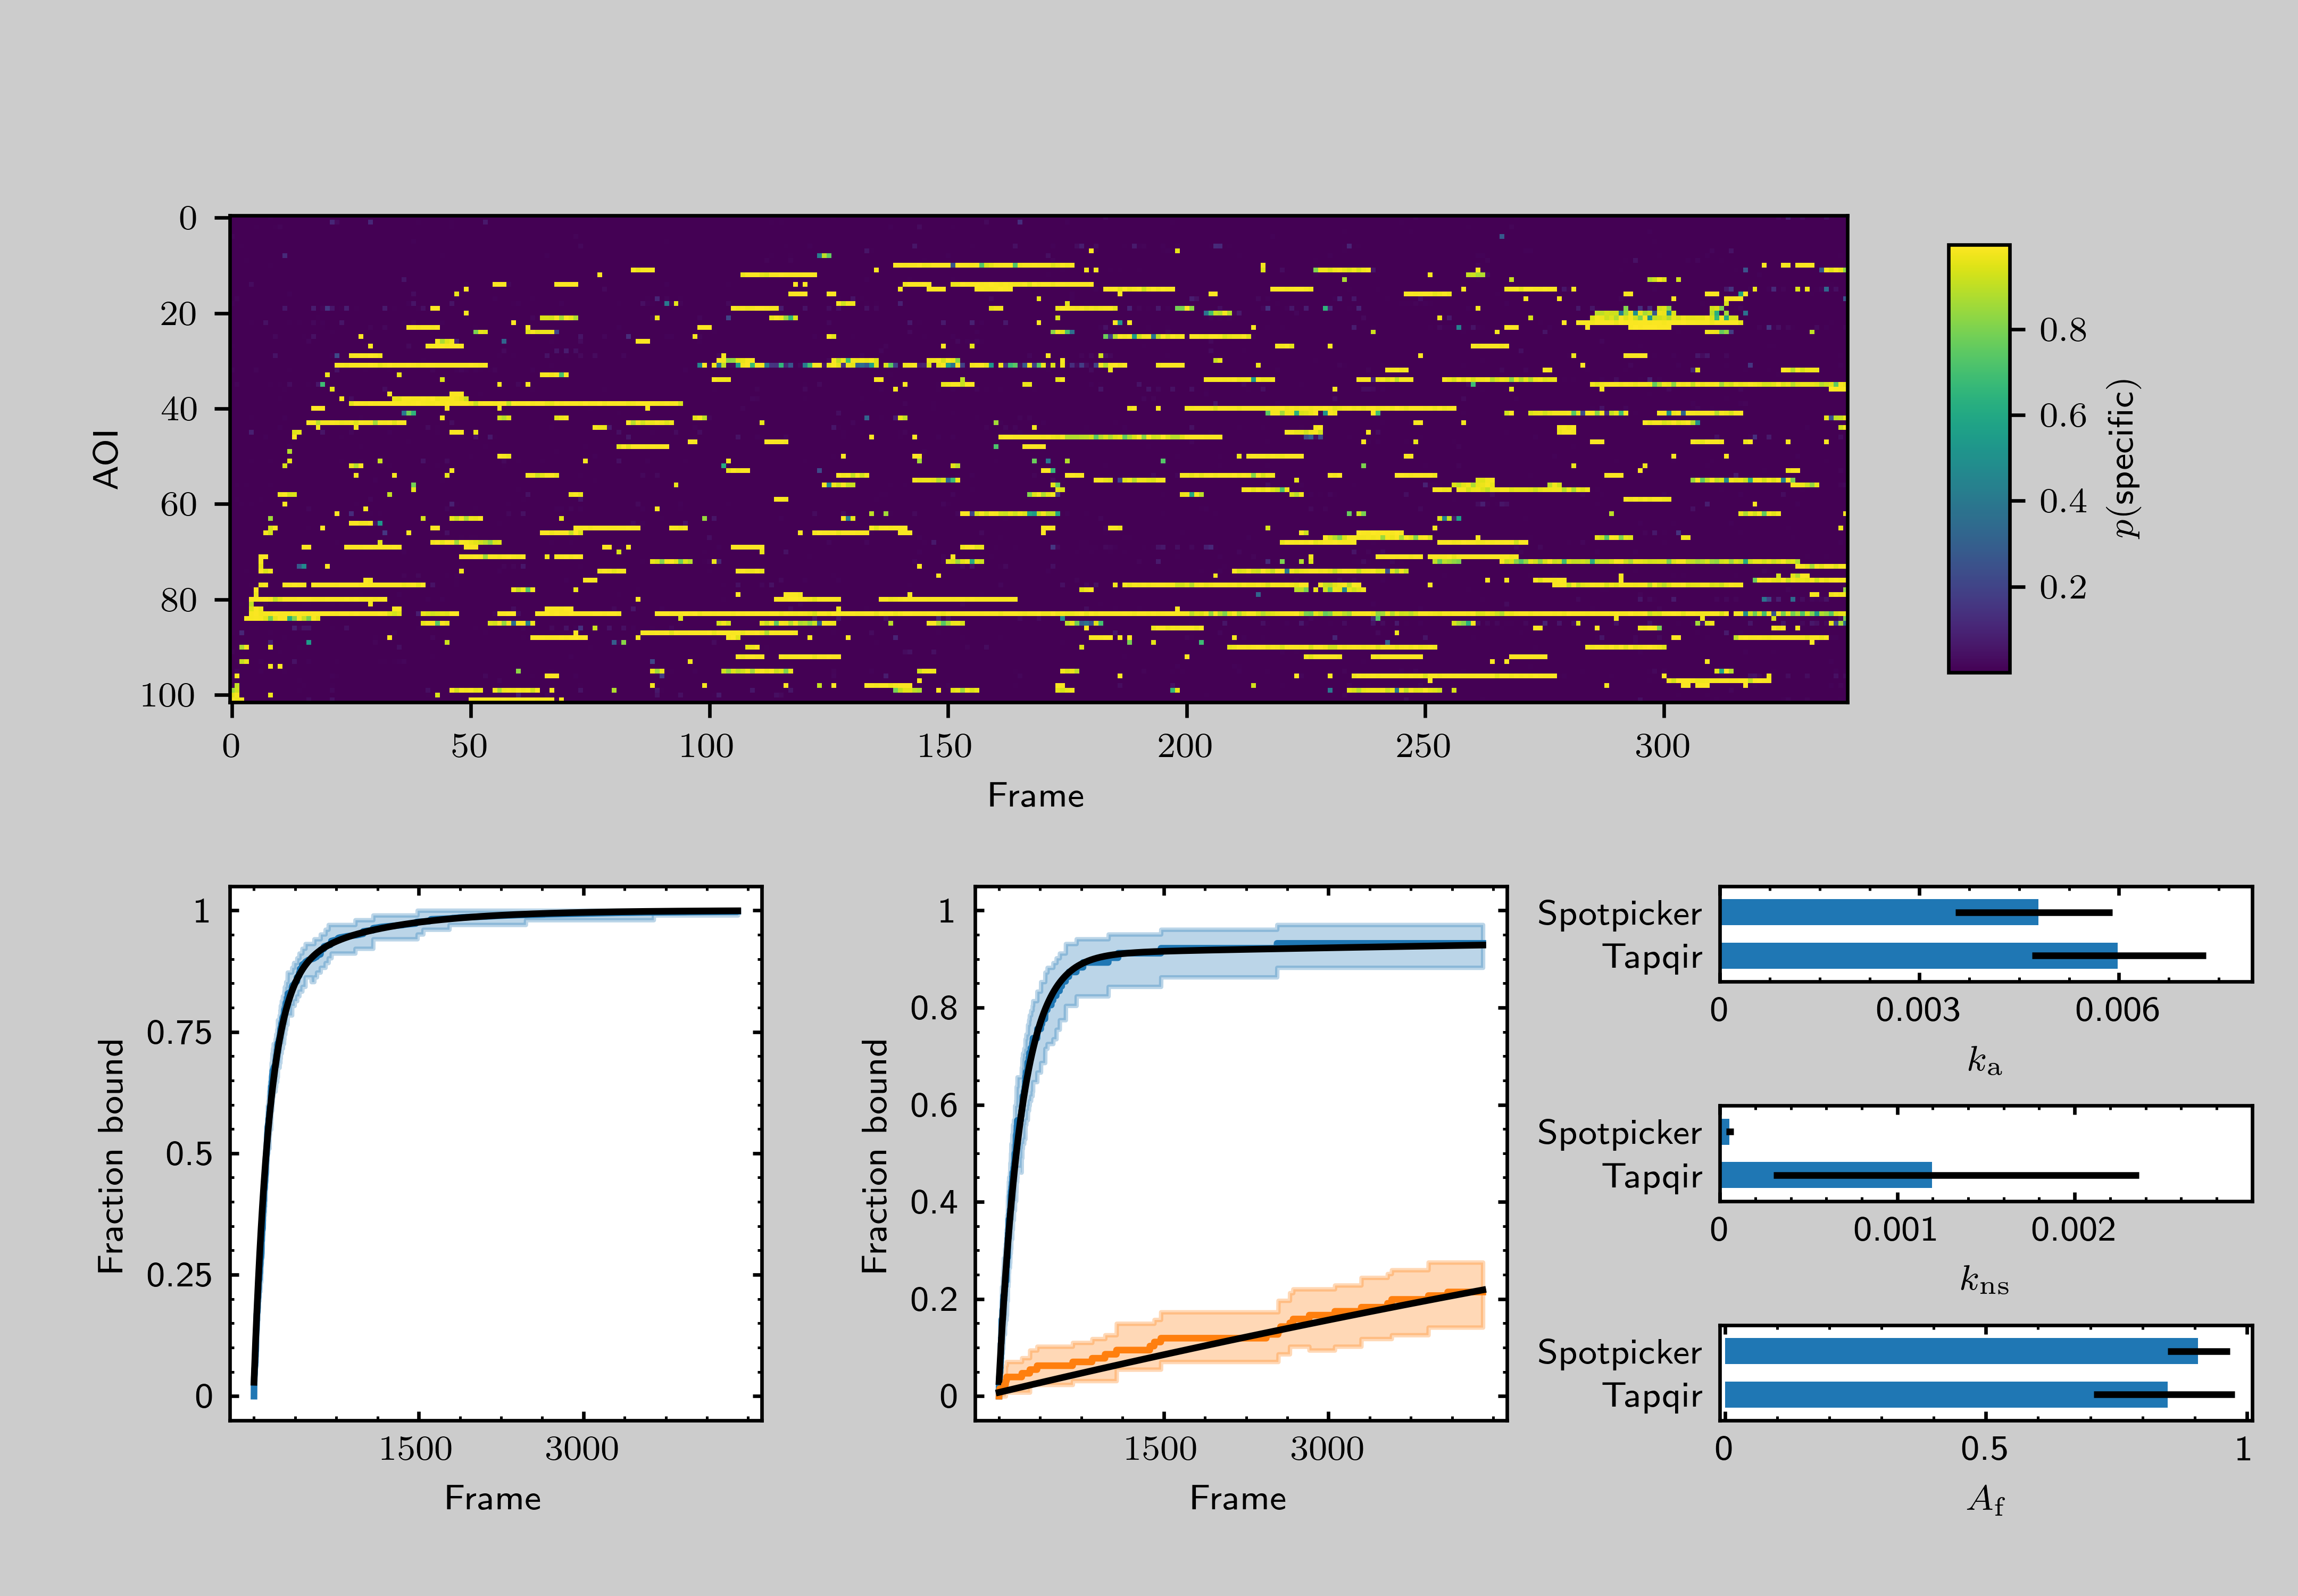 0
20
40
60
80
100
AOI
0 50 100 150 200 250 300
Frame
0.8
0.6
0.4
0.2
p(specific)
1
0.75
0.5
0.25
0
Fraction bound
1500 3000
Frame
1
0.8
0.6
0.4
0.2
0
Fraction bound
1500 3000
Frame
Spotpicker
Tapqir
0 0.003 0.006
kₐ
Spotpicker
Tapqir
0 0.001 0.002
kₙₛ
Spotpicker
Tapqir
0 0.5 1
A_f